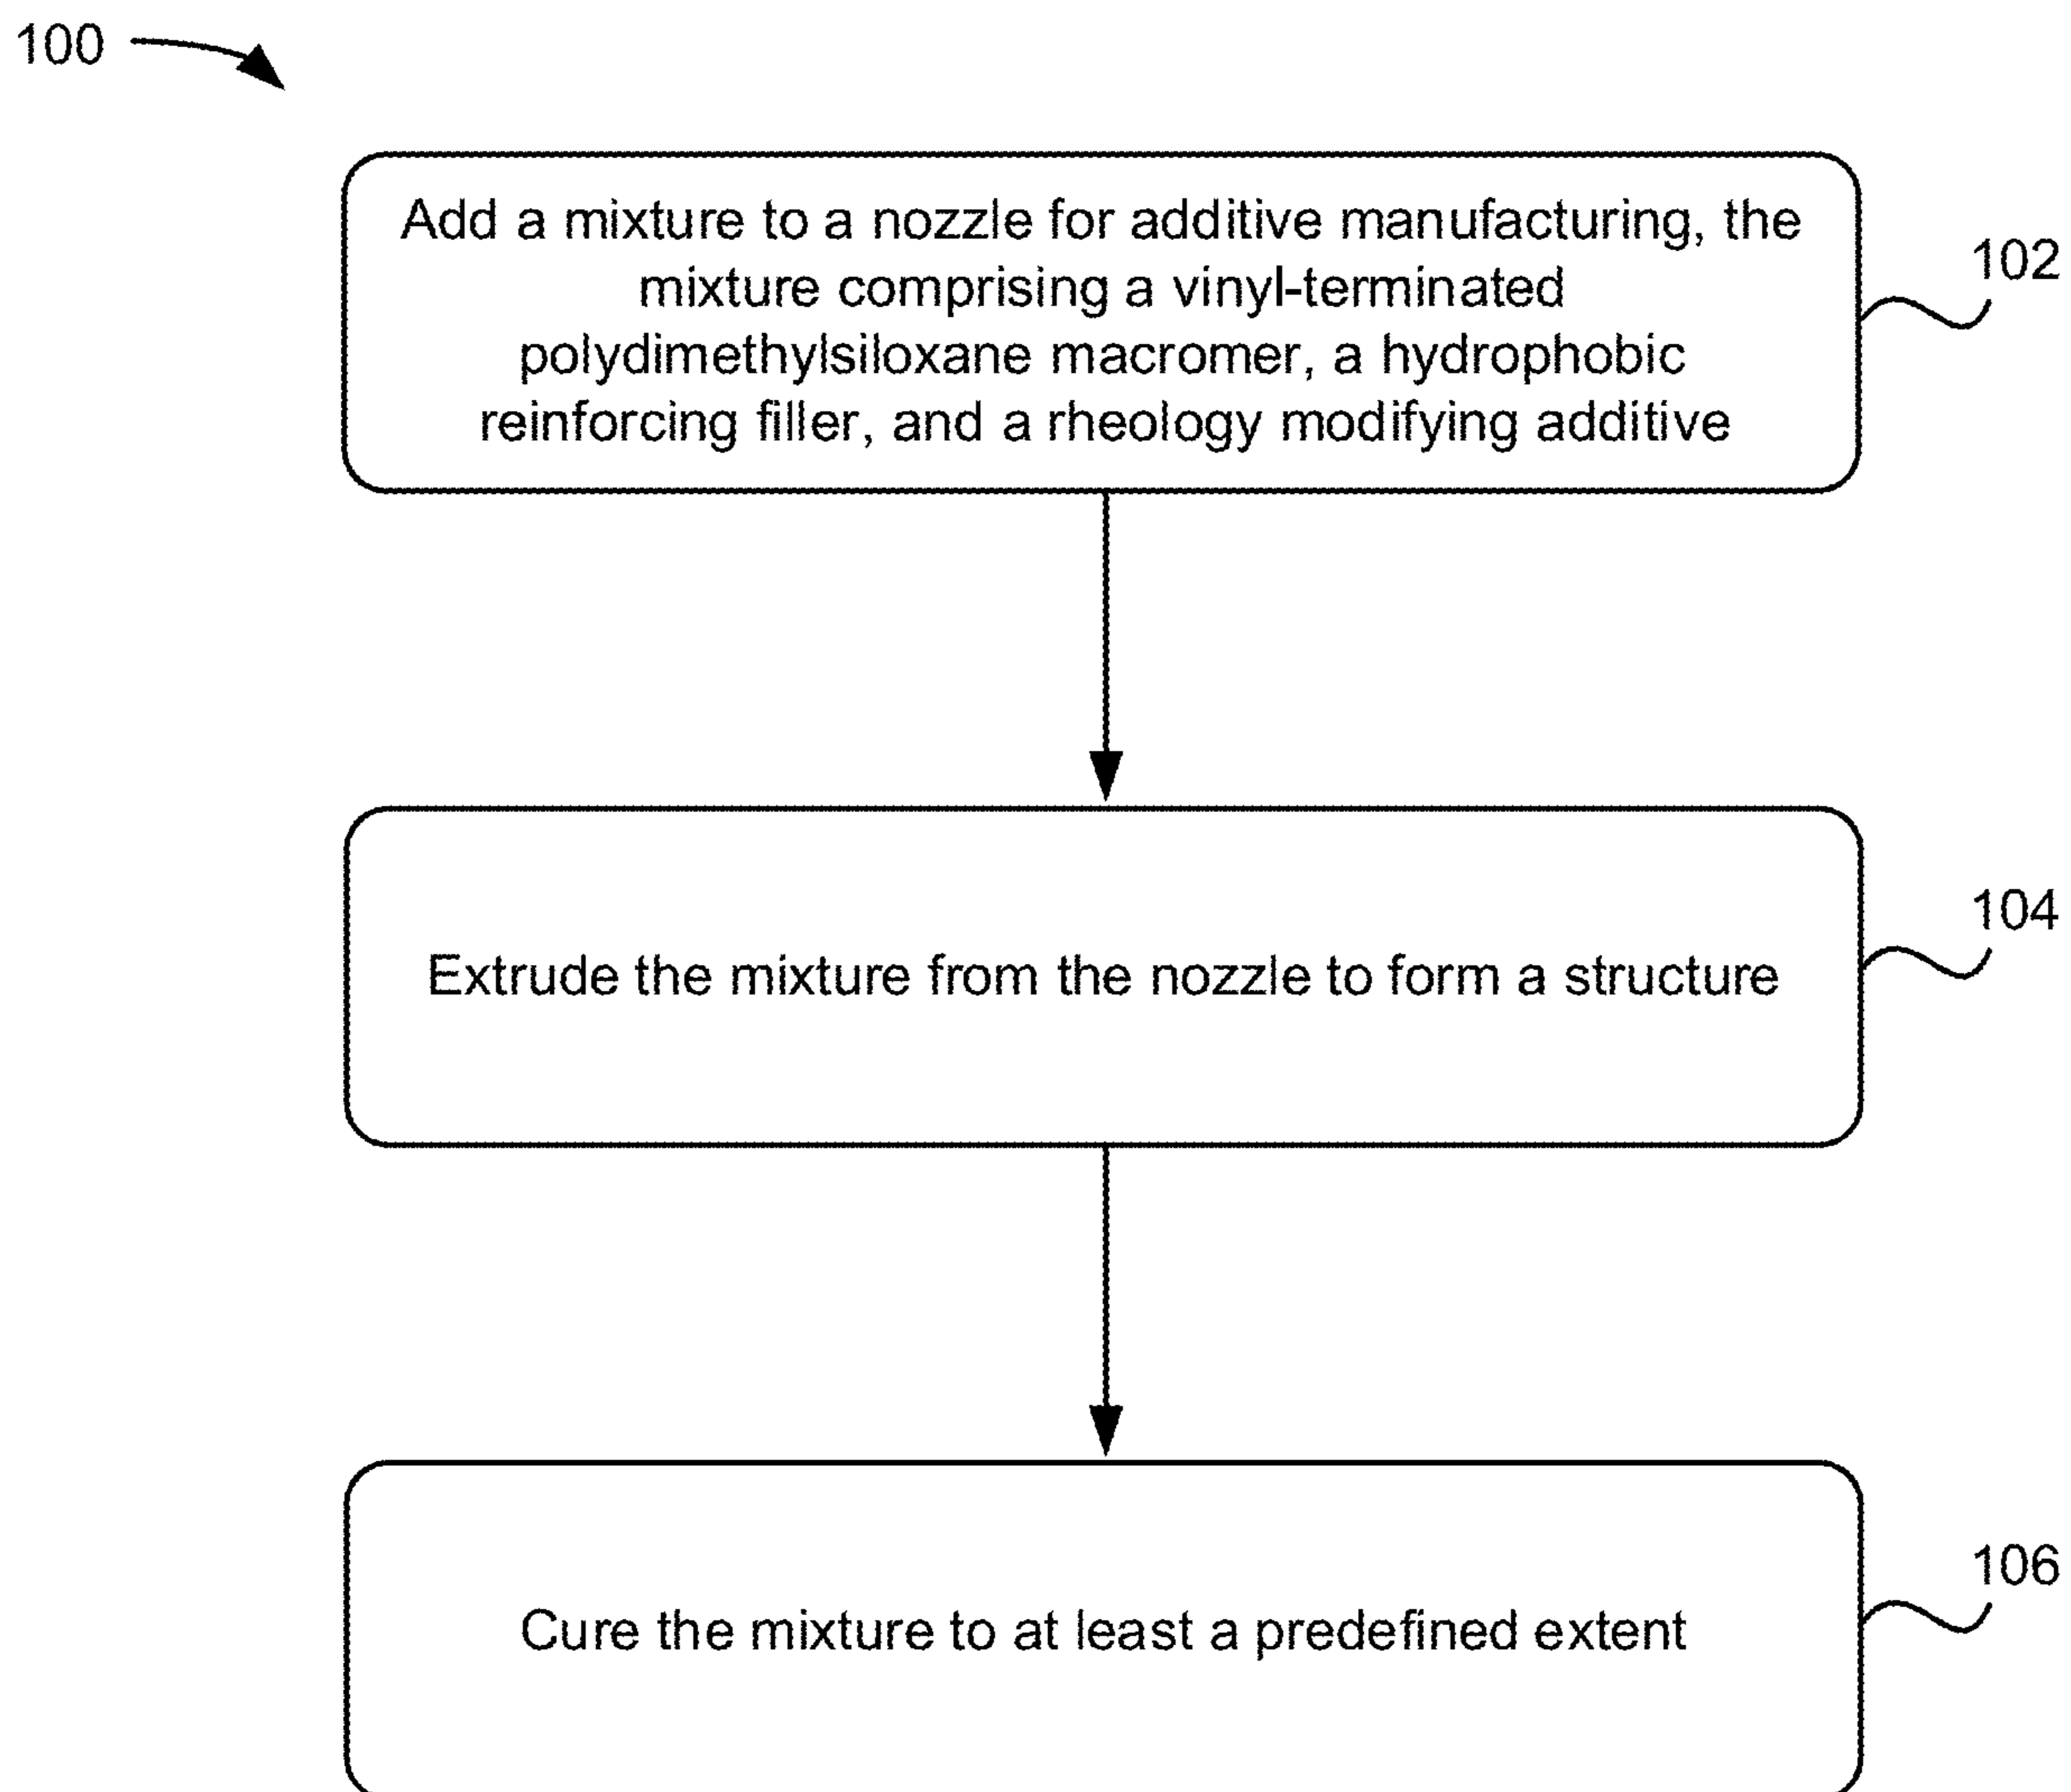 100
Add a mixture to a nozzle for additive manufacturing, the
mixture comprising a vinyl-terminated
polydimethylsiloxane macromer, a hydrophobic
reinforcing filler, and a rheology modifying additive
102
Extrude the mixture from the nozzle to form a structure
104
Cure the mixture to at least a predefined extent
106